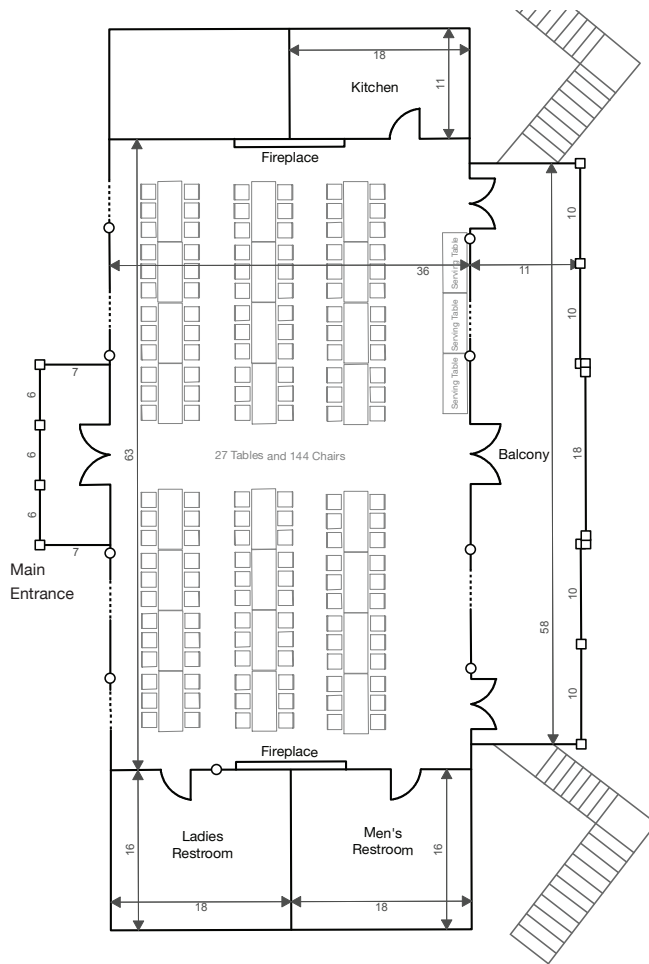 18
11
Kitchen
Fireplace
10
Serving Table
36
11
10
Serving Table
7
6
Serving Table
6
63
27 Tables and 144 Chairs
Balcony
18
6
7
Main
Entrance
10
58
10
Fireplace
Ladies
Restroom
Men's
Restroom
16
16
18
18